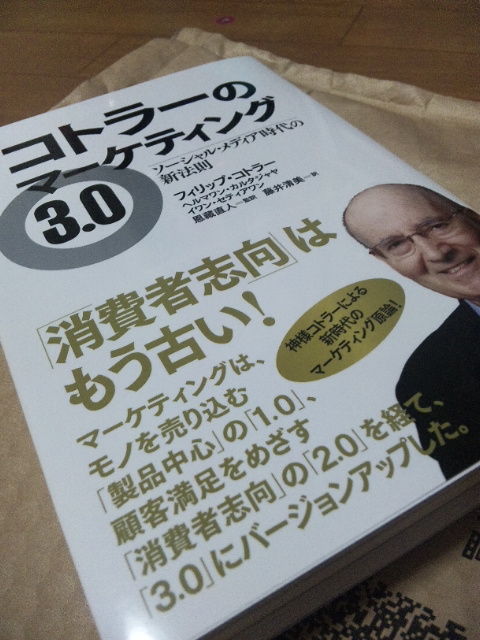 コトラーの
マーケティング
3.0
ソーシャル・メディア時代の
新法則
フィリップ・コトラー
ヘルマワン・カルタジャヤ
イワン・セティアワン
恩藏直人=監訳 藤井清美=訳
「消費者志向」は
もう古い!
神様コトラーによる
新時代の
マーケティング原論!
マーケティングは、
モノを売り込む
「製品中心」の「1.0」、
顧客満足をめざす
「消費者志向」の「2.0」を経て、
「3.0」にバージョンアップした。